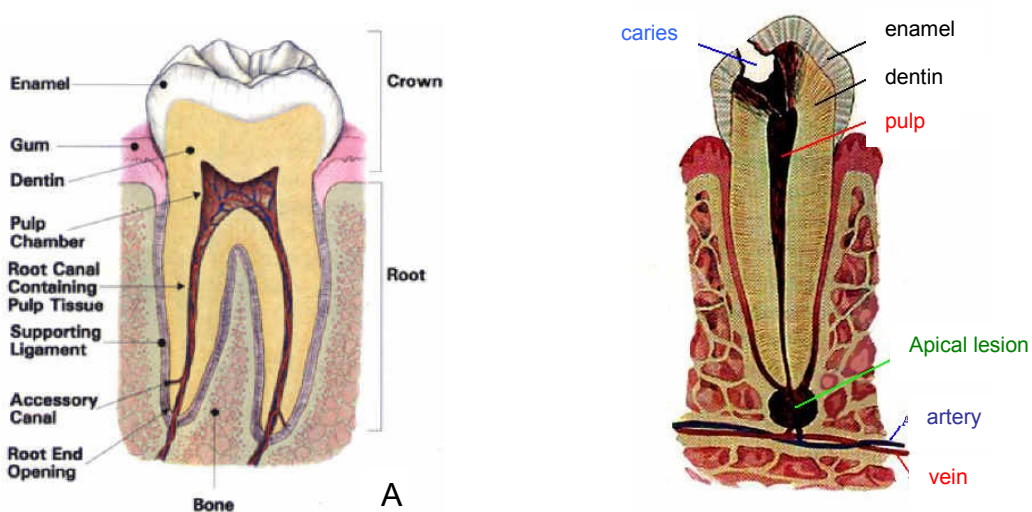 Enamel
Gum
Dentin
Pulp
Chamber
Root Canal
Containing
Pulp Tissue
Supporting
Ligament
Accessory
Canal
Root End
Opening
Bone
Crown
Root
A
caries
enamel
dentin
pulp
Apical lesion
artery
vein